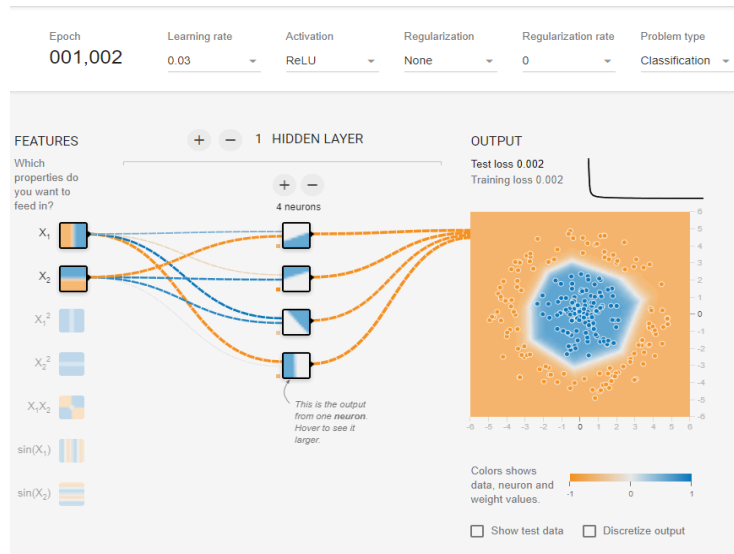 Epoch
001,002
Learning rate
0.03
Activation
ReLU
Regularization
None
Regularization rate
0
Problem type
Classification
FEATURES
Which
properties do
you want to
feed in?
X1
X2
X1²
X2²
X1X2
sin(X1)
sin(X2)
+ − 1 HIDDEN LAYER
+ −
4 neurons
This is the output
from one neuron.
Hover to see it
larger.
OUTPUT
Test loss 0.002
Training loss 0.002
6
5
4
3
2
1
0
-1
-2
-3
-4
-5
-6
-6 -5 -4 -3 -2 -1 0 1 2 3 4 5 6
Colors shows
data, neuron and
weight values.
-1 0 1
Show test data
Discretize output